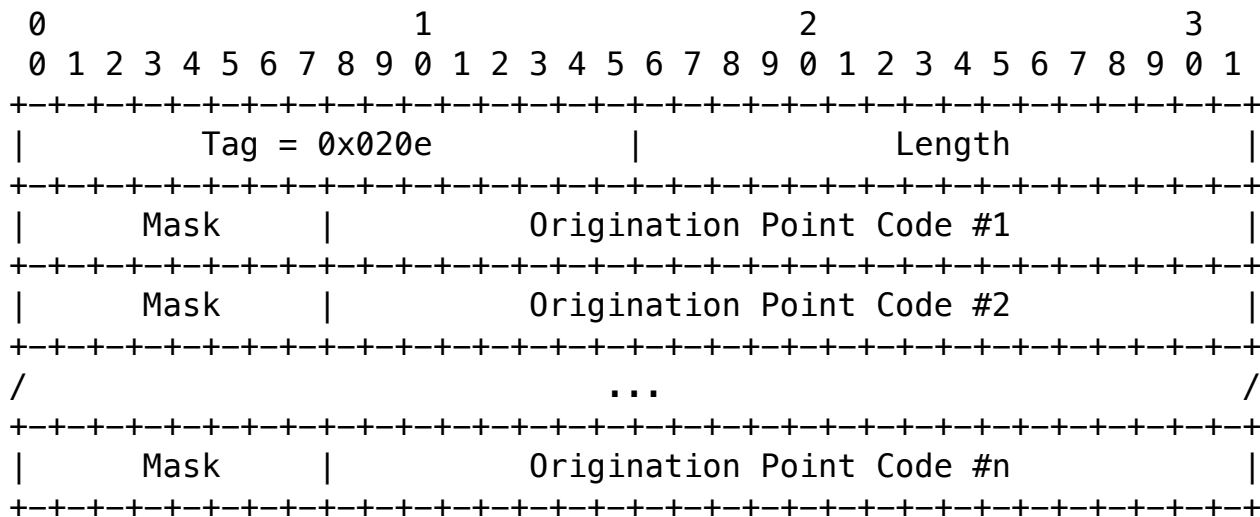 0                   1                   2                   3
 0 1 2 3 4 5 6 7 8 9 0 1 2 3 4 5 6 7 8 9 0 1 2 3 4 5 6 7 8 9 0 1
+-+-+-+-+-+-+-+-+-+-+-+-+-+-+-+-+-+-+-+-+-+-+-+-+-+-+-+-+-+-+-+-+
|         Tag = 0x020e          |             Length            |
+-+-+-+-+-+-+-+-+-+-+-+-+-+-+-+-+-+-+-+-+-+-+-+-+-+-+-+-+-+-+-+-+
|      Mask     |          Origination Point Code #1            |
+-+-+-+-+-+-+-+-+-+-+-+-+-+-+-+-+-+-+-+-+-+-+-+-+-+-+-+-+-+-+-+-+
|      Mask     |          Origination Point Code #2            |
+-+-+-+-+-+-+-+-+-+-+-+-+-+-+-+-+-+-+-+-+-+-+-+-+-+-+-+-+-+-+-+-+
/                              ...                              /
+-+-+-+-+-+-+-+-+-+-+-+-+-+-+-+-+-+-+-+-+-+-+-+-+-+-+-+-+-+-+-+-+
|      Mask     |          Origination Point Code #n            |
+-+-+-+-+-+-+-+-+-+-+-+-+-+-+-+-+-+-+-+-+-+-+-+-+-+-+-+-+-+-+-+-+